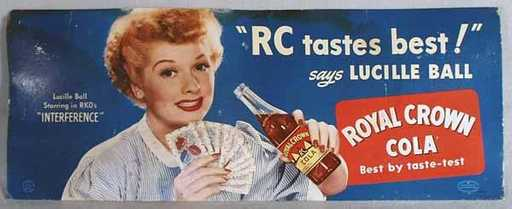 "RC tastes best!"
says LUCILLE BALL
Lucille Ball
Starring in RKO's
"INTERFERENCE"
ROYAL CROWN
COLA
Best by taste-test
ROYAL CROWN
RC
COLA